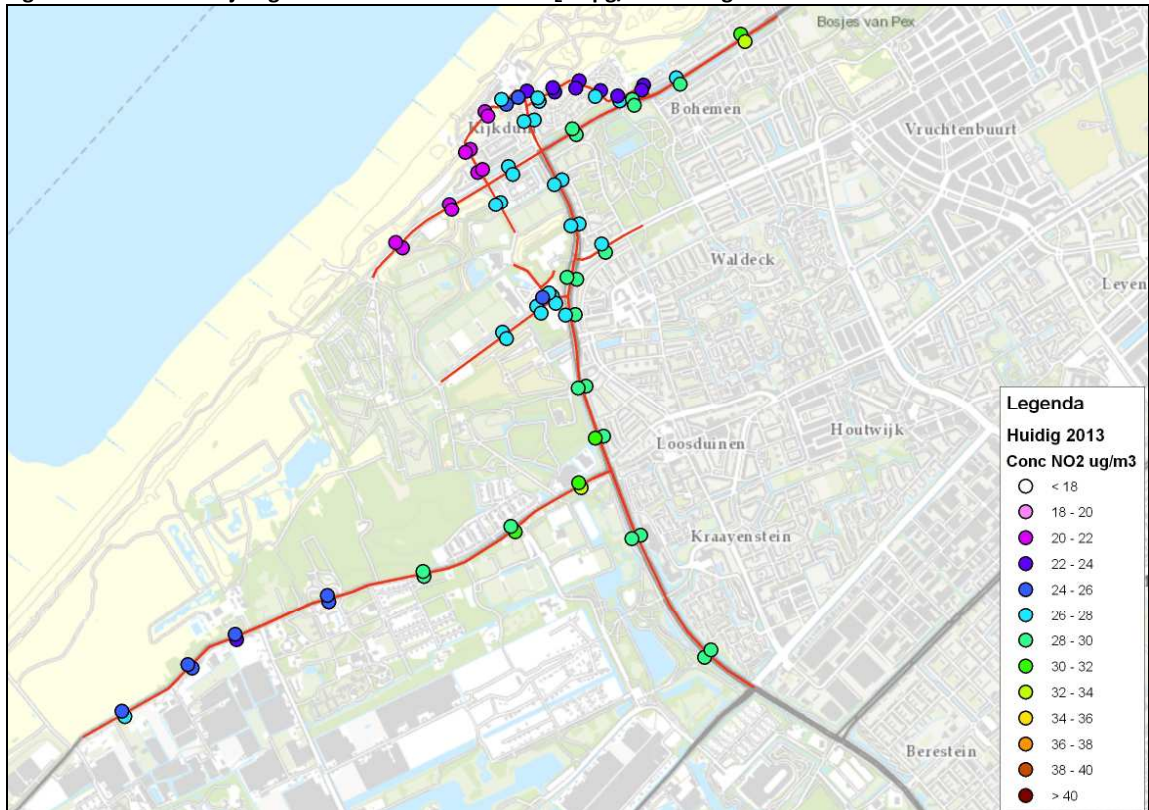 Bosjes van Pex
Bohemen
Kijkduin
Vruchtenbuurt
Waldeck
Leyen
Houtwijk
Loosduinen
Kraayenstein
Berestein
Legenda
Huidig 2013
Conc NO2 ug/m3
< 18
18 - 20
20 - 22
22 - 24
24 - 26
26 - 28
28 - 30
30 - 32
32 - 34
34 - 36
36 - 38
38 - 40
> 40